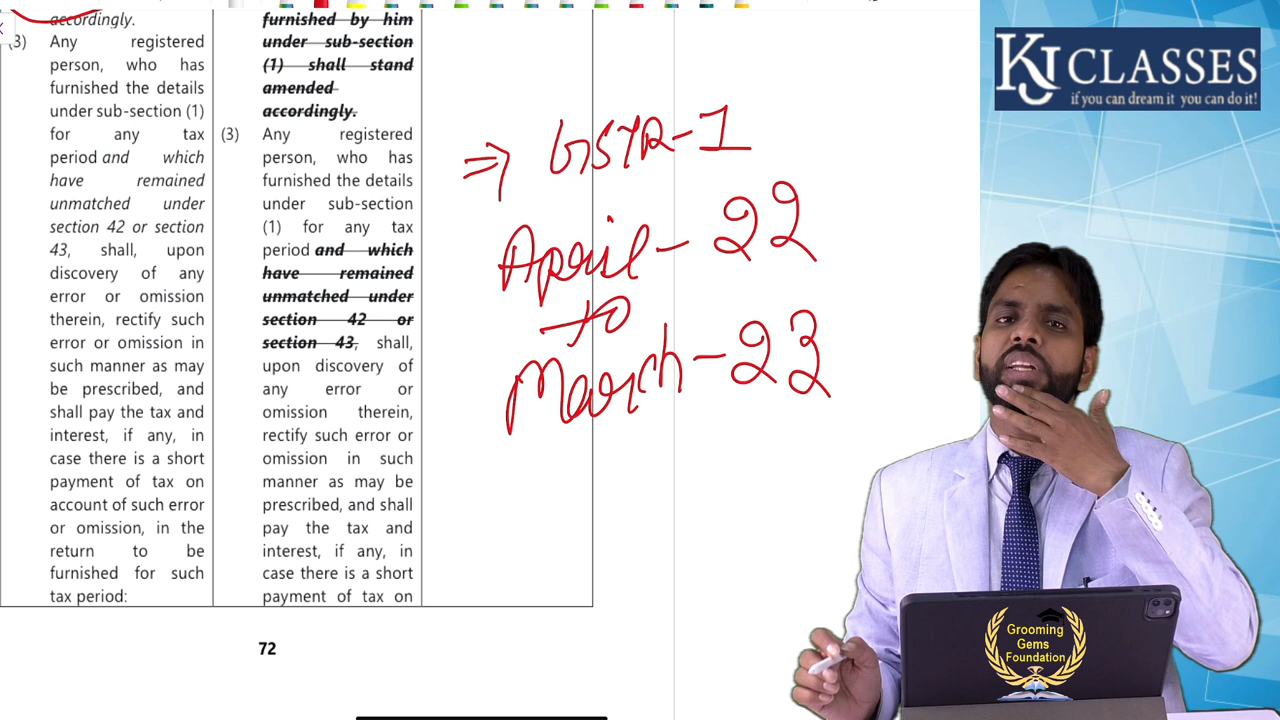 accordingly.
(3) Any registered
person, who has
furnished the details
under sub-section (1)
for any tax
period and which
have remained
unmatched under
section 42 or section
43, shall, upon
discovery of any
error or omission
therein, rectify such
error or omission in
such manner as may
be prescribed, and
shall pay the tax and
interest, if any, in
case there is a short
payment of tax on
account of such error
or omission, in the
return to be
furnished for such
tax period:
furnished by him
under sub-section
(1) shall stand
amended
accordingly.
(3) Any registered
person, who has
furnished the details
under sub-section
(1) for any tax
period and which
have remained
unmatched under
section 42 or
section 43, shall,
upon discovery of
any error or
omission therein,
rectify such error or
omission in such
manner as may be
prescribed, and shall
pay the tax and
interest, if any, in
case there is a short
payment of tax on
72
⇒ GSTR-1
April - 22
to
March - 23
KJ CLASSES
if you can dream it you can do it!
Grooming
Gems
Foundation